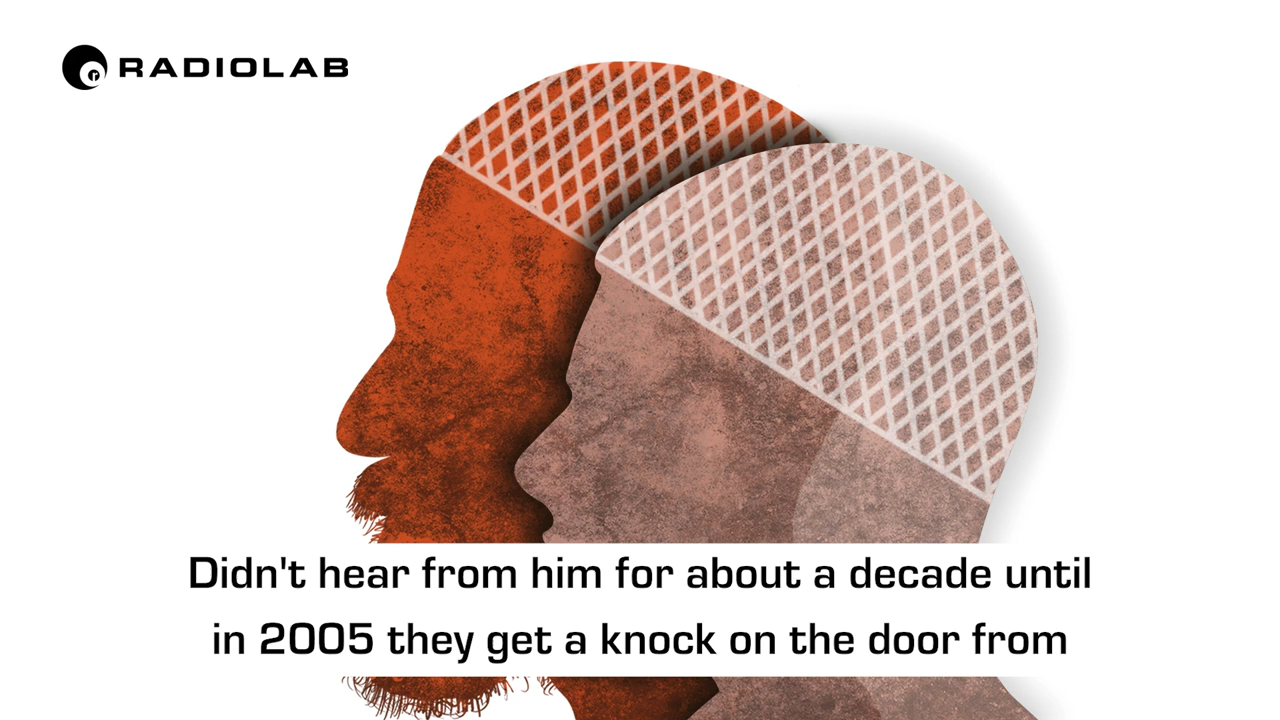 RADIOLAB
Didn't hear from him for about a decade until
in 2005 they get a knock on the door from